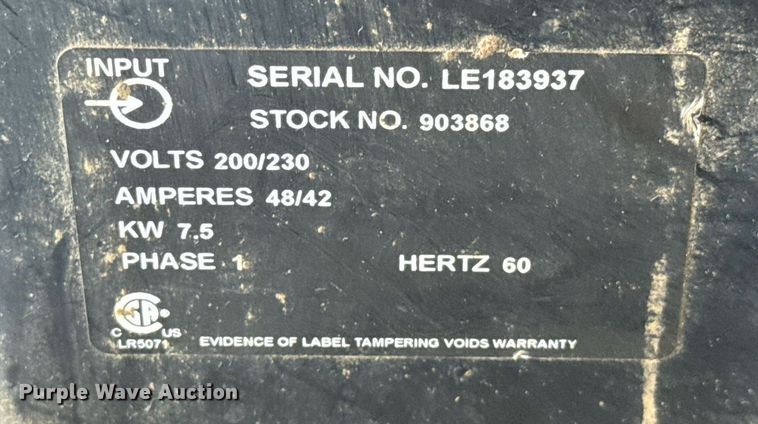 INPUT
SERIAL NO. LE183937
STOCK NO. 903868
VOLTS 200/230
AMPERES 48/42
KW 7.5
PHASE 1
HERTZ 60
SA
C US
LR5071
EVIDENCE OF LABEL TAMPERING VOIDS WARRANTY
Purple Wave Auction